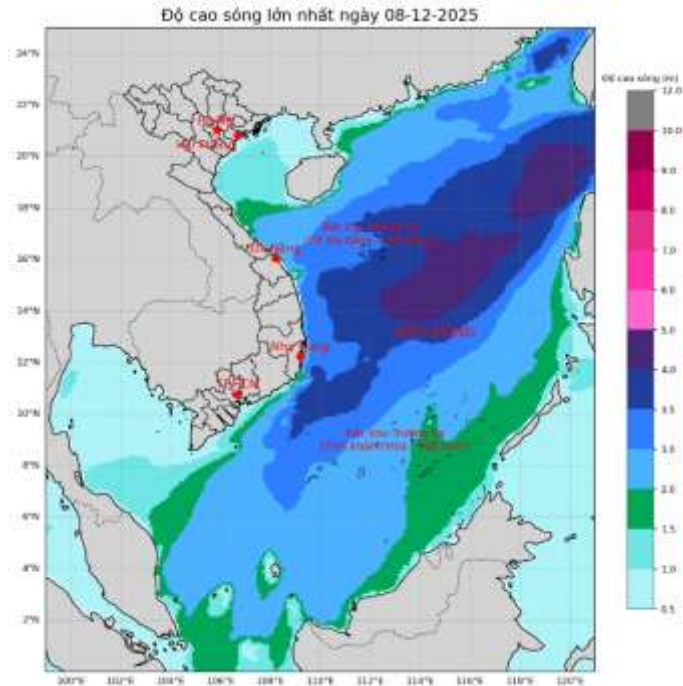 Độ cao sóng lớn nhất ngày 08-12-2025
Độ cao sóng (m)
24°N
22°N
20°N
18°N
16°N
14°N
12°N
10°N
8°N
6°N
4°N
2°N
Đà Nẵng
Nha Trang
TPHCM
12.0
10.0
9.0
8.0
7.0
6.0
5.0
4.0
3.5
3.0
2.0
1.5
1.0
0.5
100°E
102°E
104°E
106°E
108°E
110°E
112°E
114°E
116°E
118°E
120°E